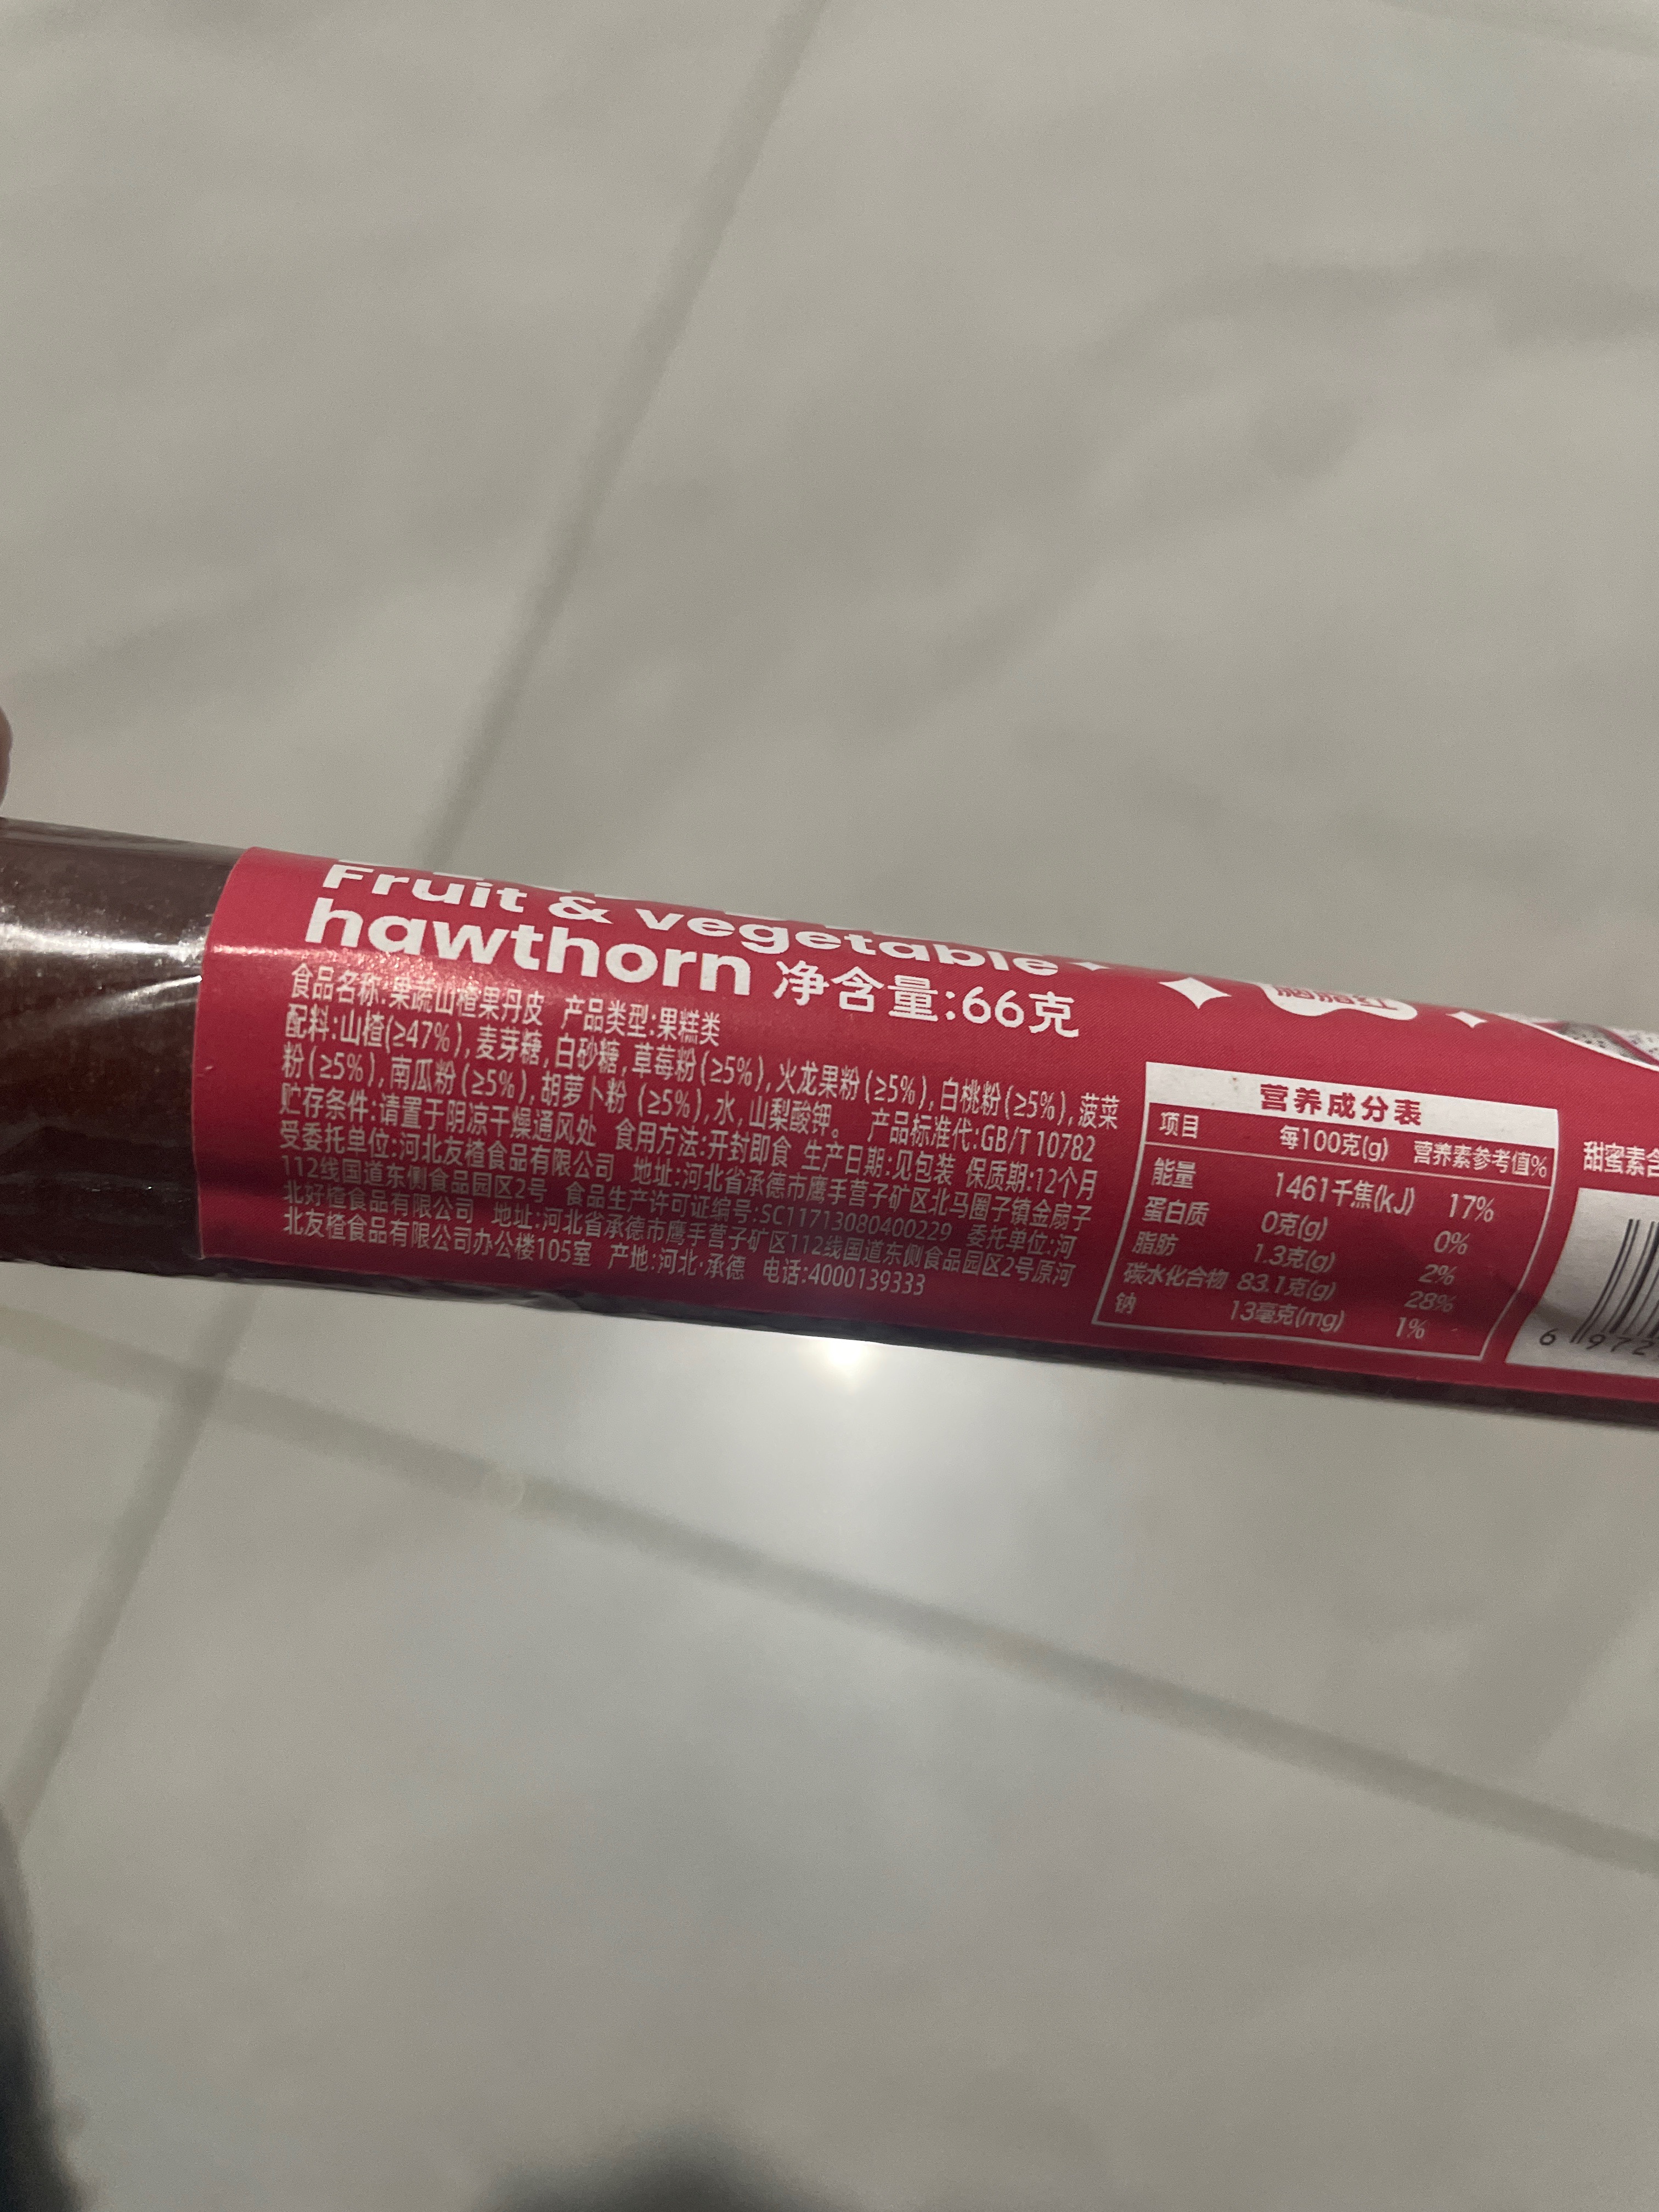 Fruit & vegetable
hawthorn 净含量:66克
食品名称:果蔬山楂果丹皮 产品类型:果糕类
配料:山楂(≥47%),麦芽糖,白砂糖,草莓粉(≥5%),火龙果粉(≥5%),白桃粉(≥5%),菠菜
粉(≥5%),南瓜粉(≥5%),胡萝卜粉(≥5%),水,山梨酸钾。 产品标准代:GB/T 10782
贮存条件:请置于阴凉干燥通风处 食用方法:开封即食 生产日期:见包装 保质期:12个月
受委托单位:河北友楂食品有限公司 地址:河北省承德市鹰手营子矿区北马圈子镇金扇子
112线国道东侧食品园区2号 食品生产许可证编号:SC11713080400229 委托单位:河
北好楂食品有限公司 地址:河北省承德市鹰手营子矿区112线国道东侧食品园区2号原河
北友楂食品有限公司办公楼105室 产地:河北·承德 电话:4000139333
营养成分表
项目 每100克(g) 营养素参考值%
能量 1461千焦(kJ) 17%
蛋白质 0克(g) 0%
脂肪 1.3克(g) 2%
碳水化合物 83.1克(g) 28%
钠 13毫克(mg) 1%
甜蜜素含
6 972